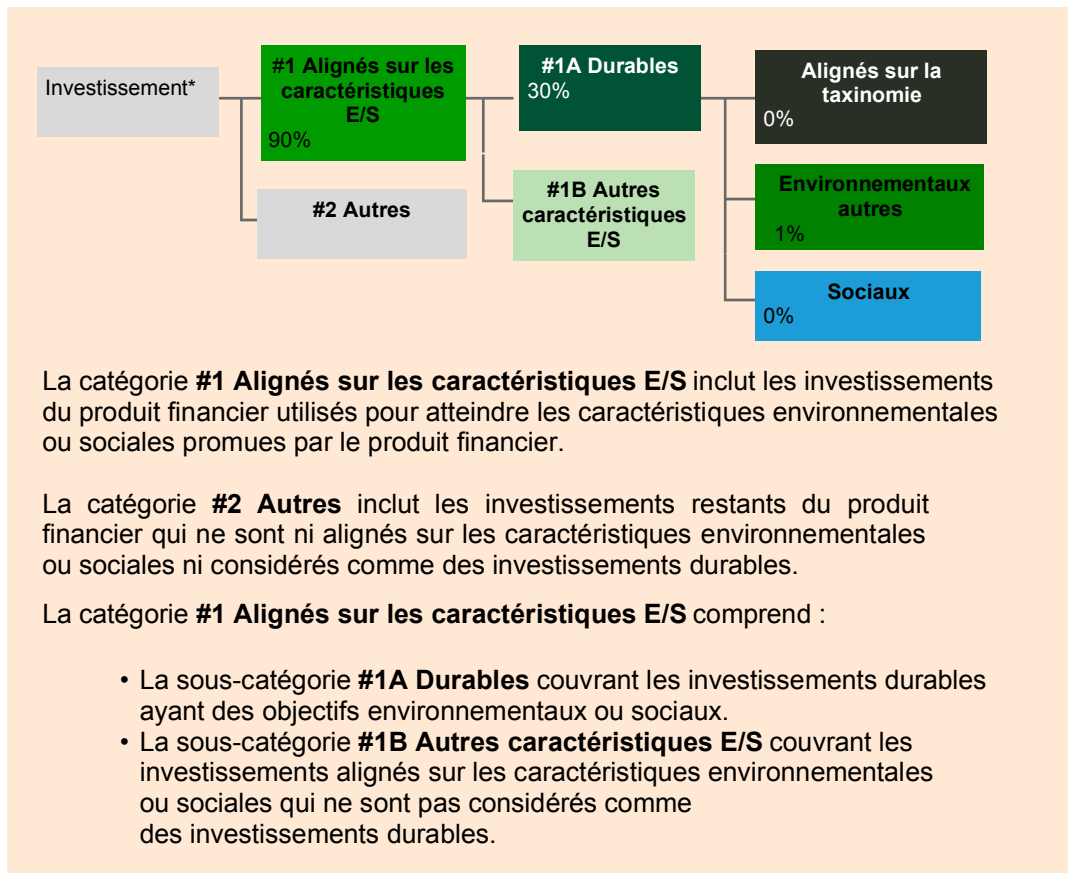 Investissement*
#1 Alignés sur les
caractéristiques
E/S
90%
#2 Autres
#1A Durables
30%
#1B Autres
caractéristiques
E/S
Alignés sur la
taxinomie
0%
Environnementaux
autres
1%
Sociaux
0%
La catégorie #1 Alignés sur les caractéristiques E/S inclut les investissements
du produit financier utilisés pour atteindre les caractéristiques environnementales
ou sociales promues par le produit financier.
La catégorie #2 Autres inclut les investissements restants du produit
financier qui ne sont ni alignés sur les caractéristiques environnementales
ou sociales ni considérés comme des investissements durables.
La catégorie #1 Alignés sur les caractéristiques E/S comprend :
• La sous-catégorie #1A Durables couvrant les investissements durables
ayant des objectifs environnementaux ou sociaux.
• La sous-catégorie #1B Autres caractéristiques E/S couvrant les
investissements alignés sur les caractéristiques environnementales
ou sociales qui ne sont pas considérés comme
des investissements durables.